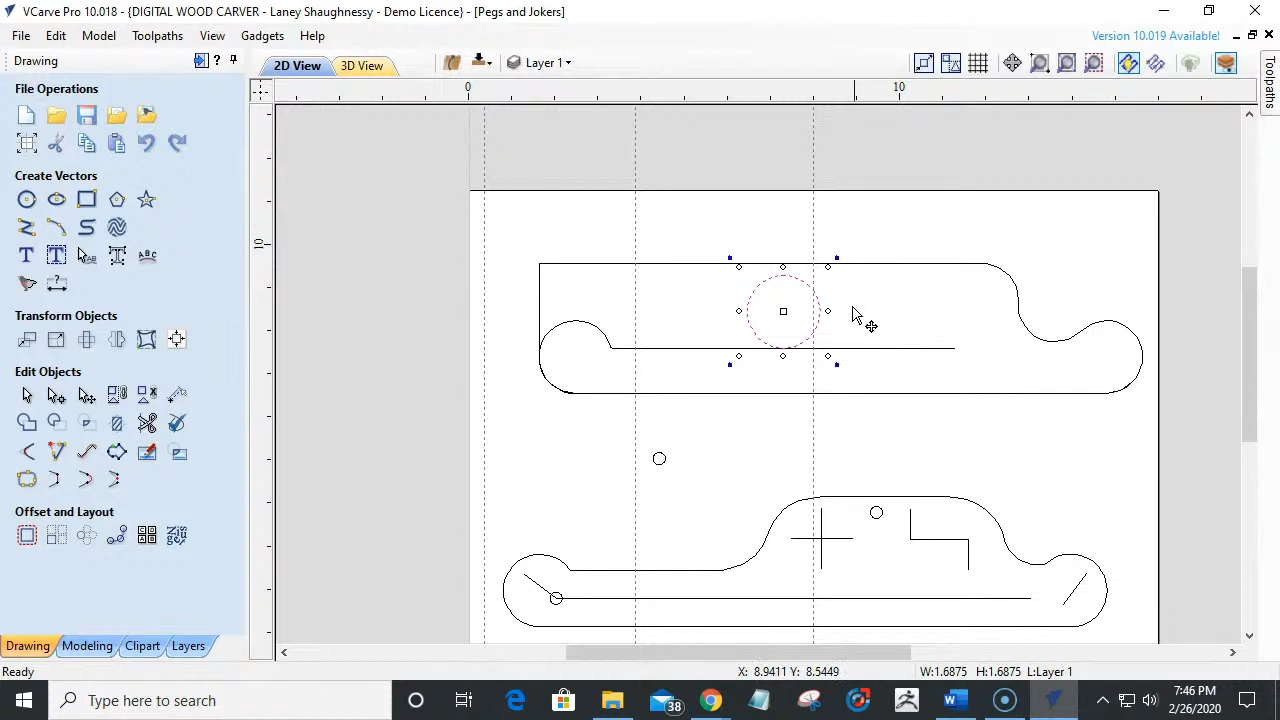 VCarve Pro 10.018 - {DIGITAL WOOD CARVER - Laney Shaughnessy - Demo Licence} - [Pegs and Jokers]
File Edit Model Toolpaths View Gadgets Help
Version 10.019 Available!
Drawing
2D View 3D View
Layer 1
Toolpaths
File Operations
0 10
Create Vectors
10
Transform Objects
Edit Objects
Offset and Layout
Drawing Modeling Clipart Layers
Ready
X: 8.9411 Y: 8.5449
W:1.6875 H:1.6875 L:Layer 1
Type here to search
38
7:46 PM
2/26/2020